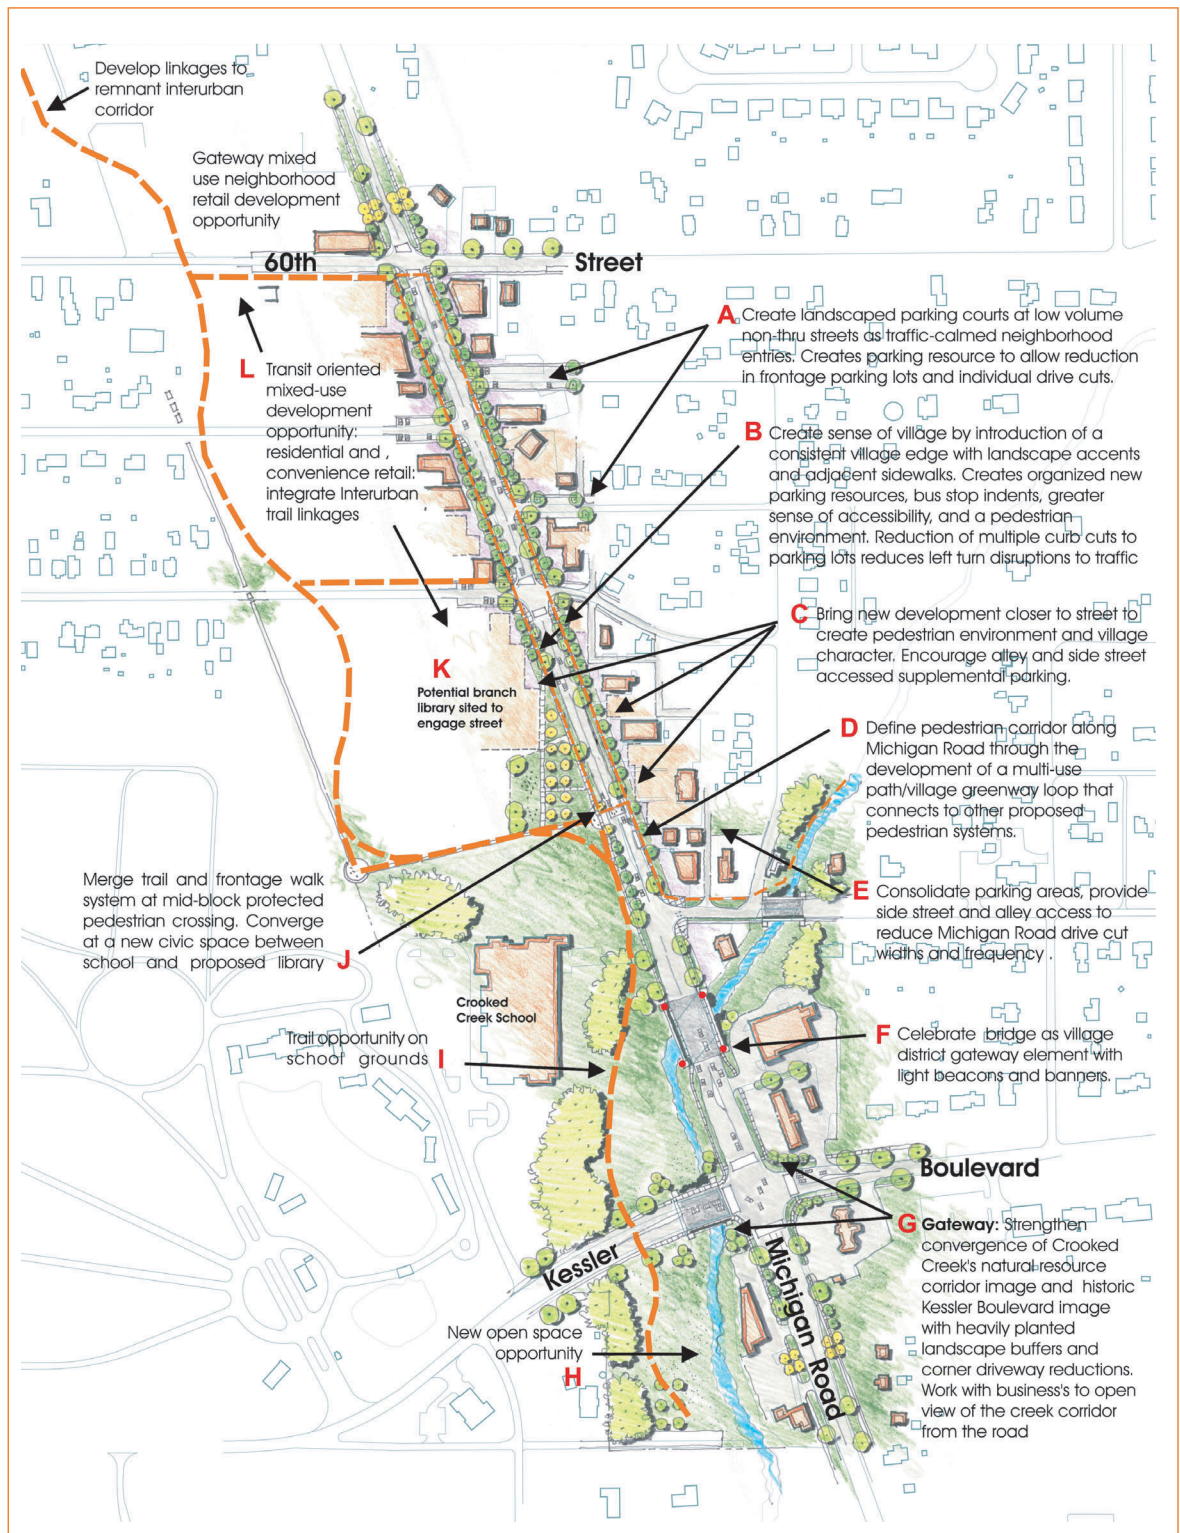 Develop linkages to
remnant interurban
corridor
Gateway mixed
use neighborhood
retail development
opportunity
60th Street
A Create landscaped parking courts at low volume
non-thru streets as traffic-calmed neighborhood
entries. Creates parking resource to allow reduction
in frontage parking lots and individual drive cuts.
L Transit oriented
mixed-use
development
opportunity:
residential and ,
convenience retail:
integrate Interurban
trail linkages
B Create sense of village by introduction of a
consistent village edge with landscape accents
and adjacent sidewalks. Creates organized new
parking resources, bus stop indents, greater
sense of accessibility, and a pedestrian
environment. Reduction of multiple curb cuts to
parking lots reduces left turn disruptions to traffic
C Bring new development closer to street to
create pedestrian environment and village
character. Encourage alley and side street
accessed supplemental parking.
K
Potential branch
library sited to
engage street
D Define pedestrian corridor along
Michigan Road through the
development of a multi-use
path/village greenway loop that
connects to other proposed
pedestrian systems.
E Consolidate parking areas, provide
side street and alley access to
reduce Michigan Road drive cut
widths and frequency .
Merge trail and frontage walk
system at mid-block protected
pedestrian crossing. Converge
at a new civic space between
school and proposed library J
Crooked
Creek School
Trail opportunity on
school grounds I
F Celebrate bridge as village
district gateway element with
light beacons and banners.
Kessler Boulevard
G Gateway: Strengthen
convergence of Crooked
Creek's natural resource
corridor image and historic
Kessler Boulevard image
with heavily planted
landscape buffers and
corner driveway reductions.
Work with business's to open
view of the creek corridor
from the road
Michigan Road
New open space
opportunity
H